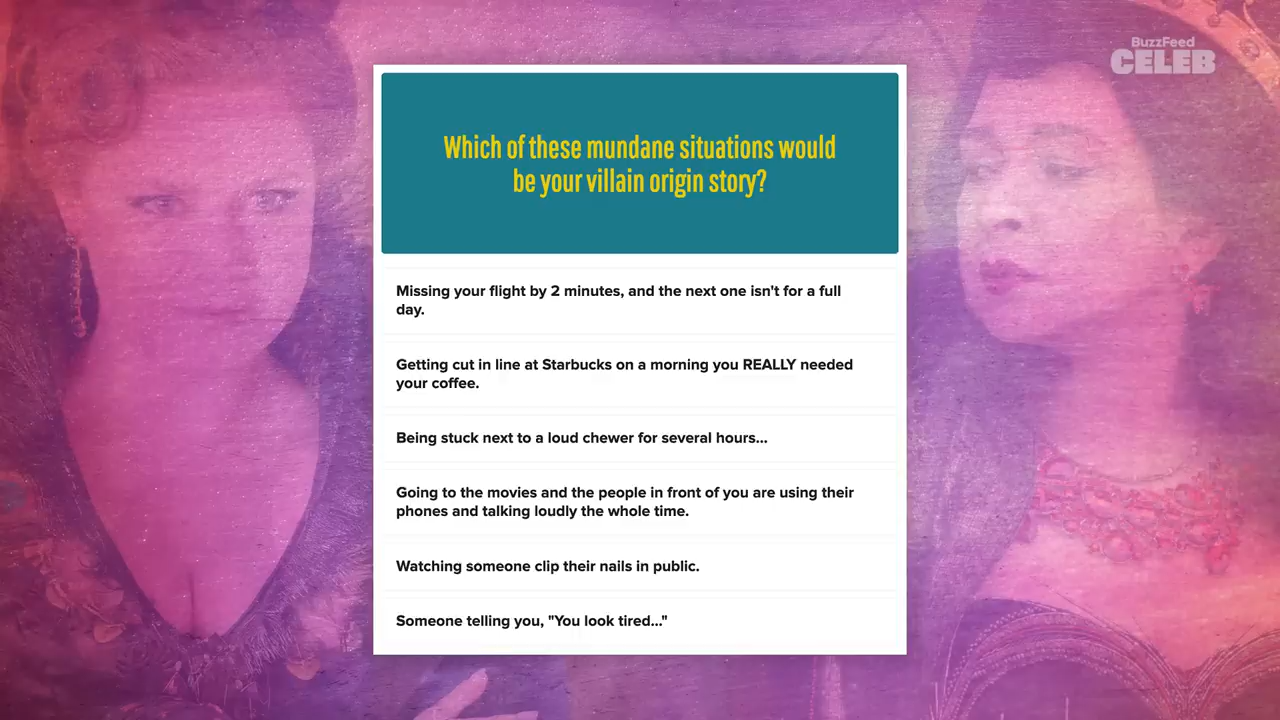 BuzzFeed
CELEB
Which of these mundane situations would
be your villain origin story?
Missing your flight by 2 minutes, and the next one isn't for a full
day.
Getting cut in line at Starbucks on a morning you REALLY needed
your coffee.
Being stuck next to a loud chewer for several hours...
Going to the movies and the people in front of you are using their
phones and talking loudly the whole time.
Watching someone clip their nails in public.
Someone telling you, "You look tired..."